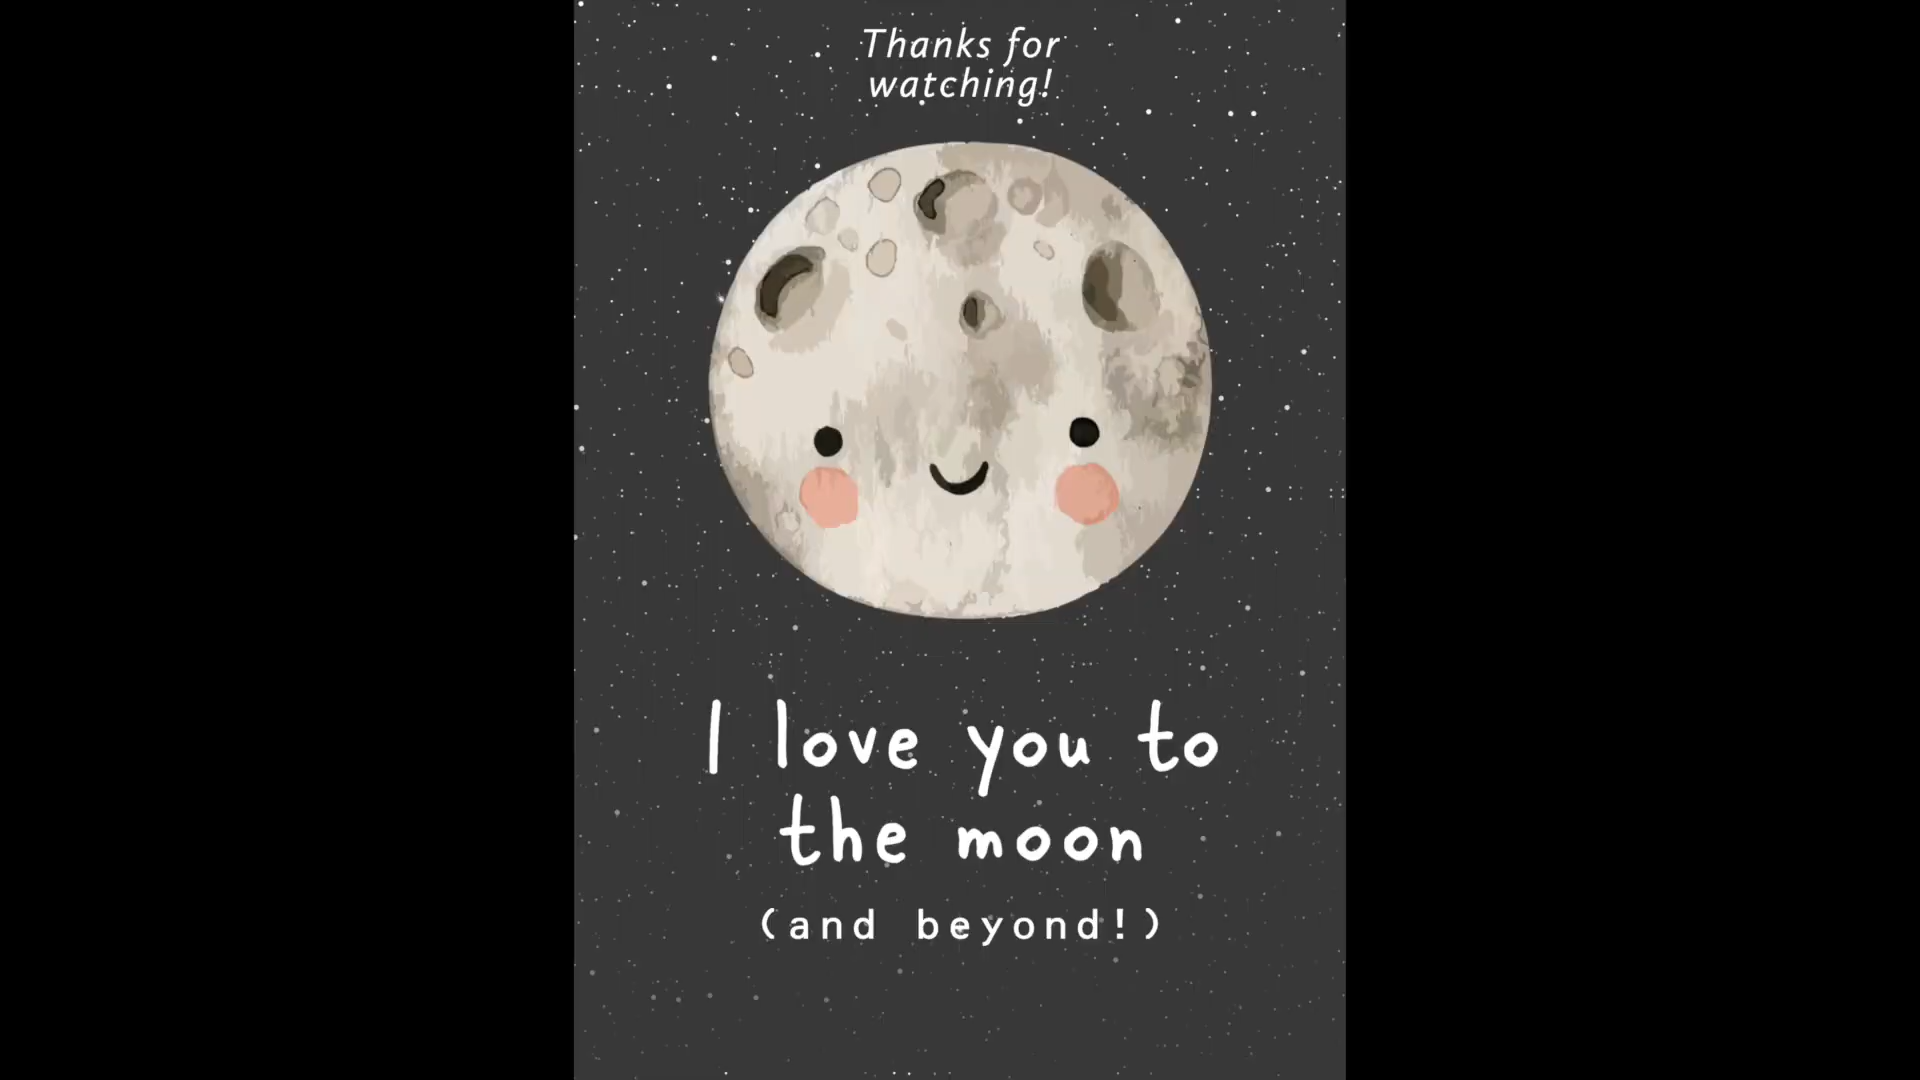 Thanks for
watching!
I love you to
the moon
(and beyond!)